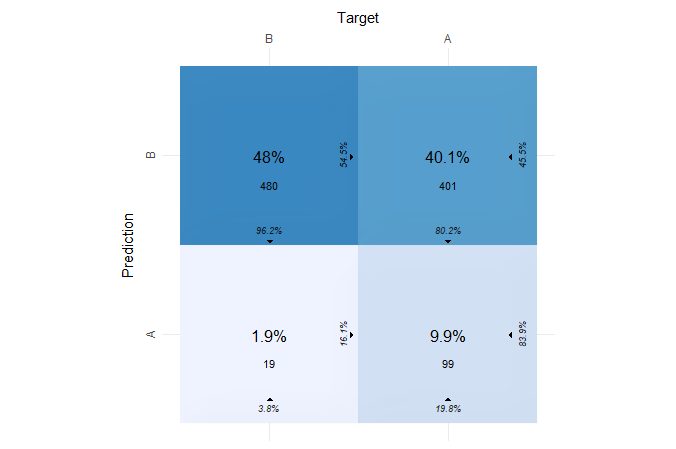 Target
B
A
B
48%
480
54.5%
96.2%
40.1%
401
45.5%
80.2%
Prediction
A
1.9%
19
16.1%
3.8%
9.9%
99
83.9%
19.8%